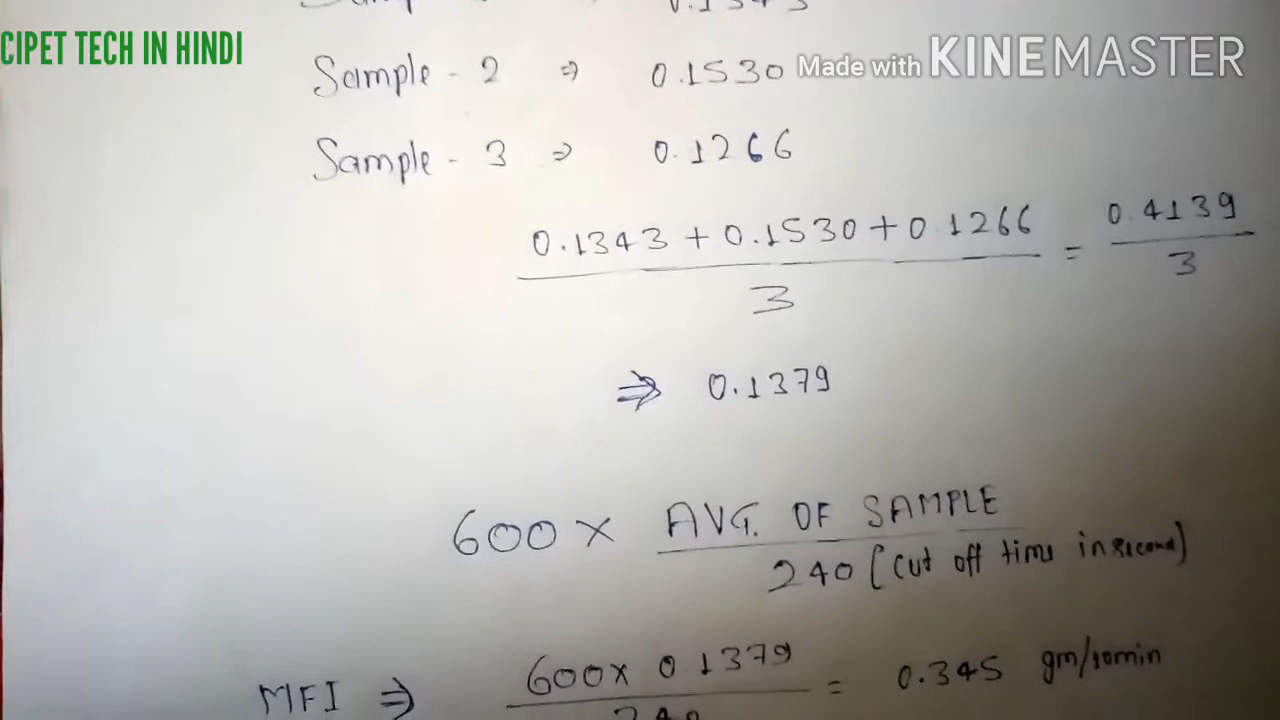 CIPET TECH IN HINDI
Made with KINEMASTER
Sample - 2 ⇒ 0.1530
Sample - 3 ⇒ 0.1266
0.1343 + 0.1530 + 0.1266 = 0.4139
3 3
⇒ 0.1379
600 × AVG. OF SAMPLE
240 (cut off time in second)
MFI ⇒ 600× 0.1379 = 0.345 gm/10min
240